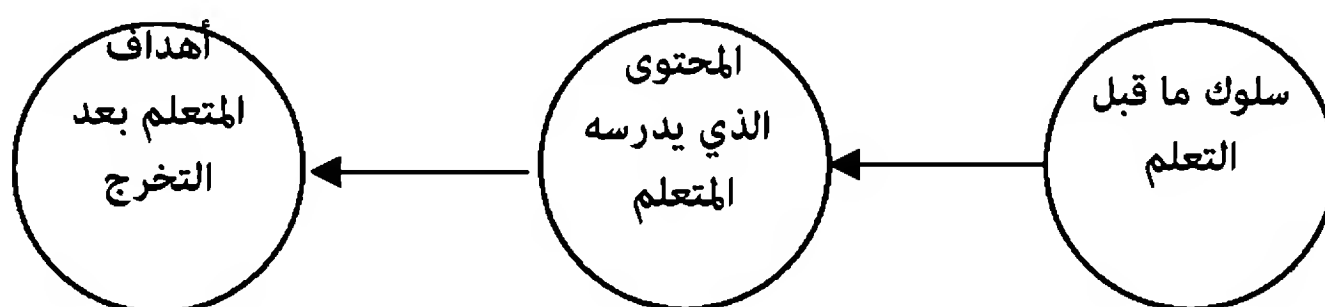 سلوك ما قبل
التعلم
المحتوى
الذي يدرسه
المتعلم
أهداف
المتعلم بعد
التخرج